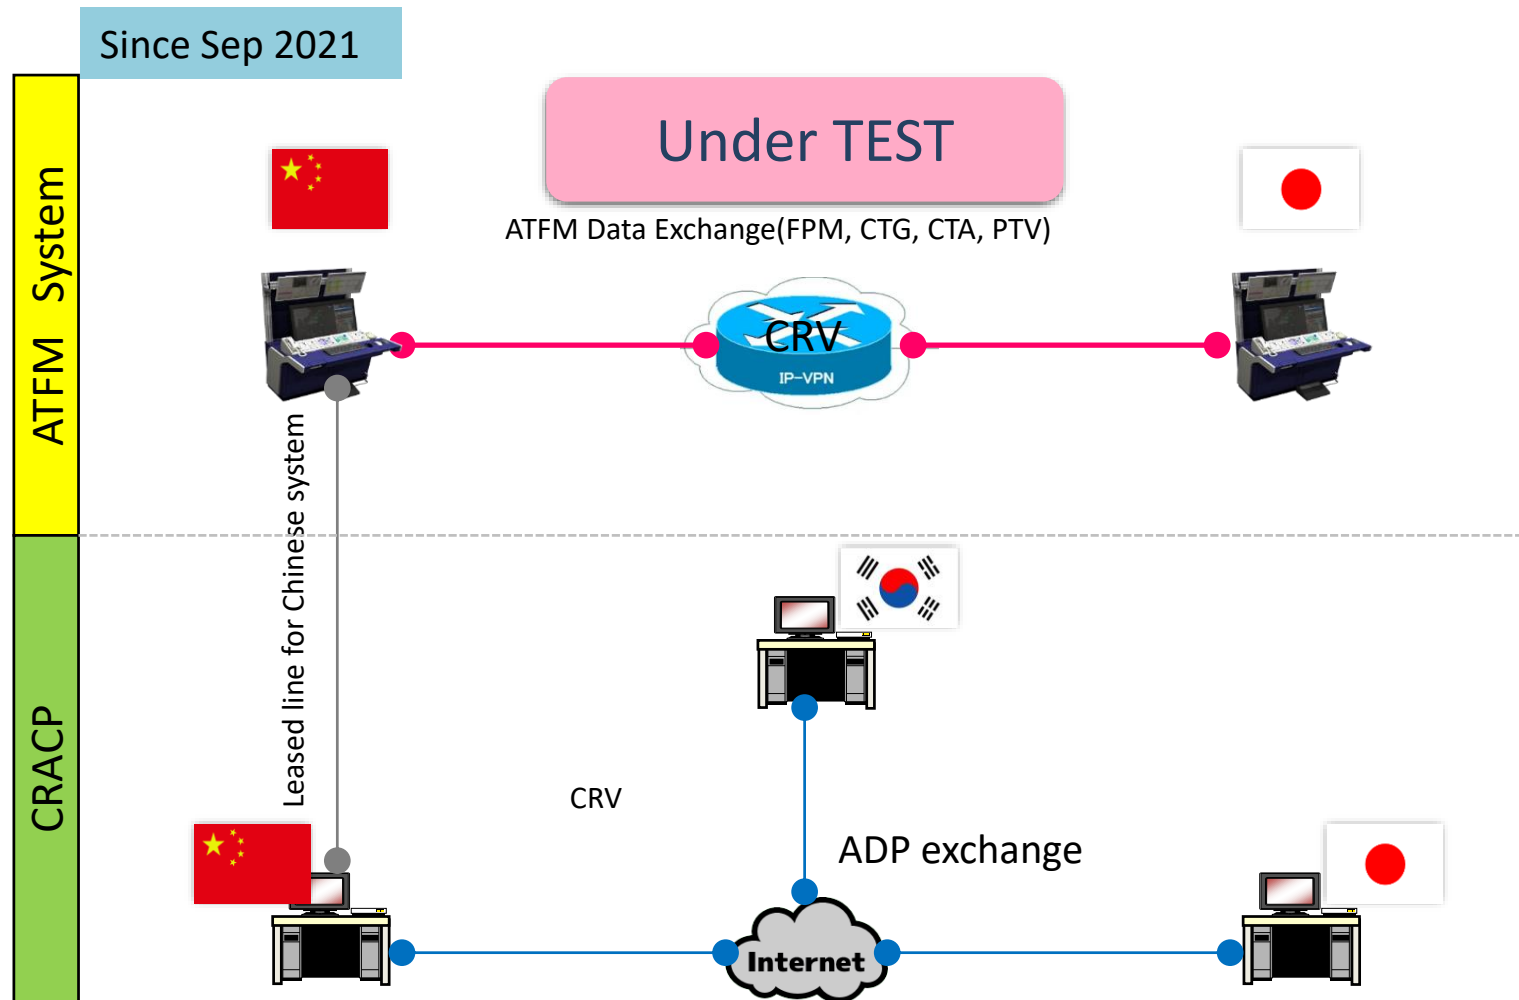 Since Sep 2021
Under TEST
ATFM System
ATFM Data Exchange(FPM, CTG, CTA, PTV)
CRV
IP-VPN
Leased line for Chinese system
CRACP
CRV
ADP exchange
Internet